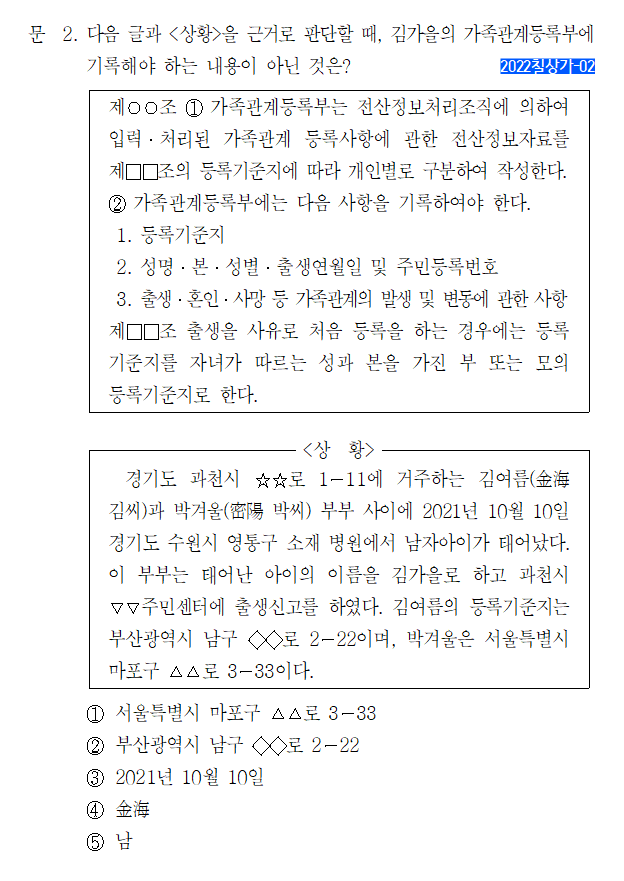 문 2. 다음 글과 <상황>을 근거로 판단할 때, 김가을의 가족관계등록부에
기록해야 하는 내용이 아닌 것은?
2022칠상가-02
제○○조 ① 가족관계등록부는 전산정보처리조직에 의하여
입력·처리된 가족관계 등록사항에 관한 전산정보자료를
제□□조의 등록기준지에 따라 개인별로 구분하여 작성한다.
② 가족관계등록부에는 다음 사항을 기록하여야 한다.
1. 등록기준지
2. 성명·본·성별·출생연월일 및 주민등록번호
3. 출생·혼인·사망 등 가족관계의 발생 및 변동에 관한 사항
제□□조 출생을 사유로 처음 등록을 하는 경우에는 등록
기준지를 자녀가 따르는 성과 본을 가진 부 또는 모의
등록기준지로 한다.
<상 황>
경기도 과천시 ☆☆로 1-11에 거주하는 김여름(金海
김씨)과 박겨울(密陽 박씨) 부부 사이에 2021년 10월 10일
경기도 수원시 영통구 소재 병원에서 남자아이가 태어났다.
이 부부는 태어난 아이의 이름을 김가을로 하고 과천시
▽▽주민센터에 출생신고를 하였다. 김여름의 등록기준지는
부산광역시 남구 ◇◇로 2-22이며, 박겨울은 서울특별시
마포구 △△로 3-33이다.
① 서울특별시 마포구 △△로 3-33
② 부산광역시 남구 ◇◇로 2-22
③ 2021년 10월 10일
④ 金海
⑤ 남